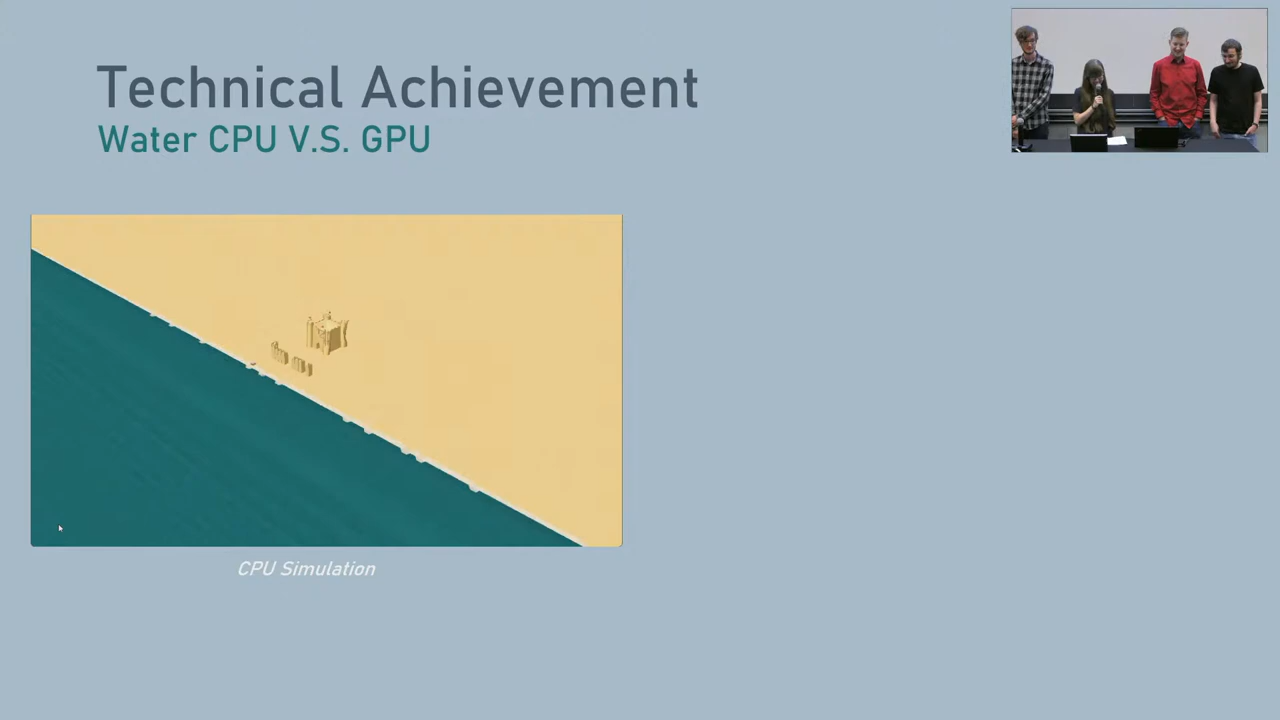 Technical Achievement
Water CPU V.S. GPU
CPU Simulation